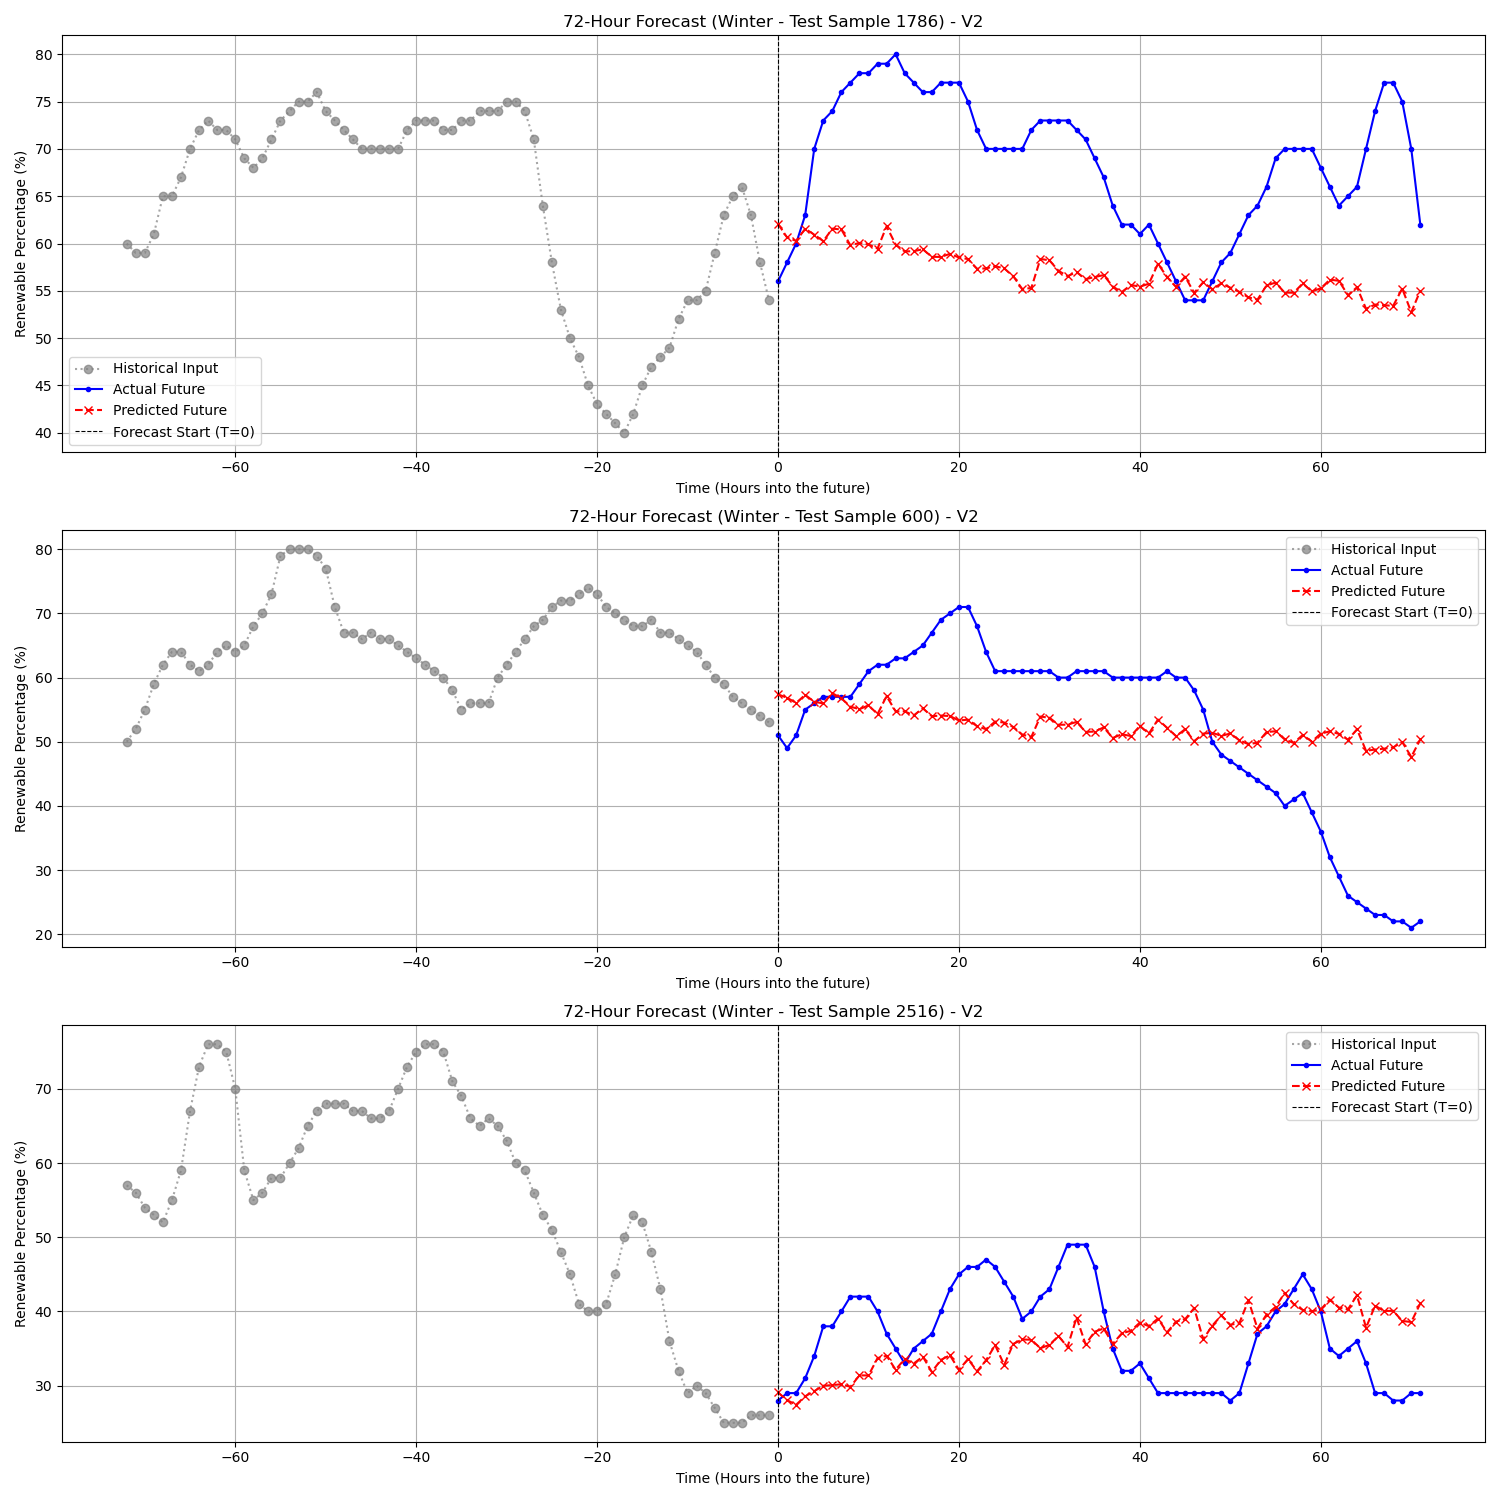 72-Hour Forecast (Winter - Test Sample 1786) - V2
Renewable Percentage (%)
80
75
70
65
60
55
50
45
40
Historical Input
Actual Future
Predicted Future
Forecast Start (T=0)
−60
−40
−20
0
20
40
60
Time (Hours into the future)
72-Hour Forecast (Winter - Test Sample 600) - V2
Renewable Percentage (%)
80
70
60
50
40
30
20
Historical Input
Actual Future
Predicted Future
Forecast Start (T=0)
−60
−40
−20
0
20
40
60
Time (Hours into the future)
72-Hour Forecast (Winter - Test Sample 2516) - V2
Renewable Percentage (%)
70
60
50
40
30
Historical Input
Actual Future
Predicted Future
Forecast Start (T=0)
−60
−40
−20
0
20
40
60
Time (Hours into the future)